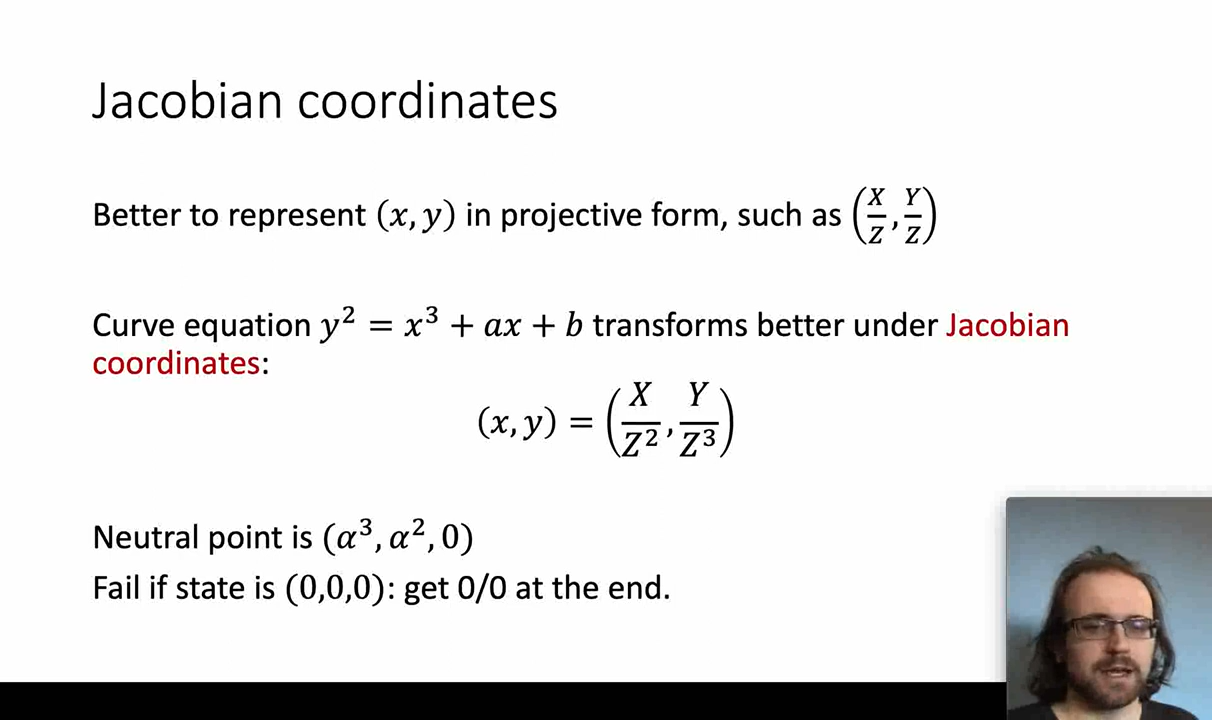 Jacobian coordinates
Better to represent (x, y) in projective form, such as (X/Z, Y/Z)
Curve equation y² = x³ + ax + b transforms better under Jacobian
coordinates:
(x, y) = (X/Z², Y/Z³)
Neutral point is (α³, α², 0)
Fail if state is (0,0,0): get 0/0 at the end.